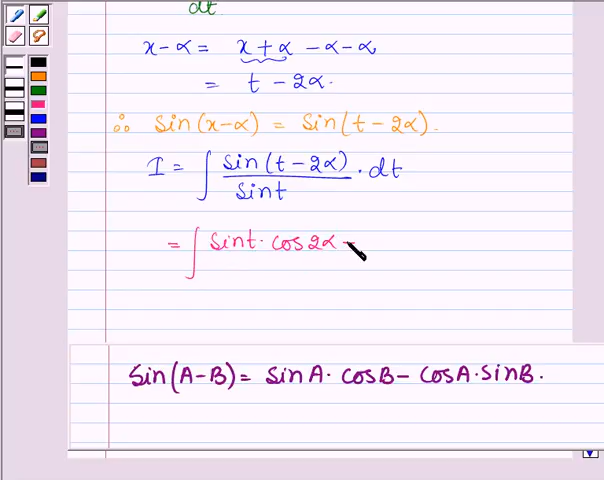 dt
x-α = x+α -α-α
= t-2α.
∴ Sin(x-α) = Sin(t-2α).
I = ∫ sin(t-2α)/sint · dt
= ∫ sint· cos2α -
Sin(A-B) = sinA· cosB- cosA·sinB.